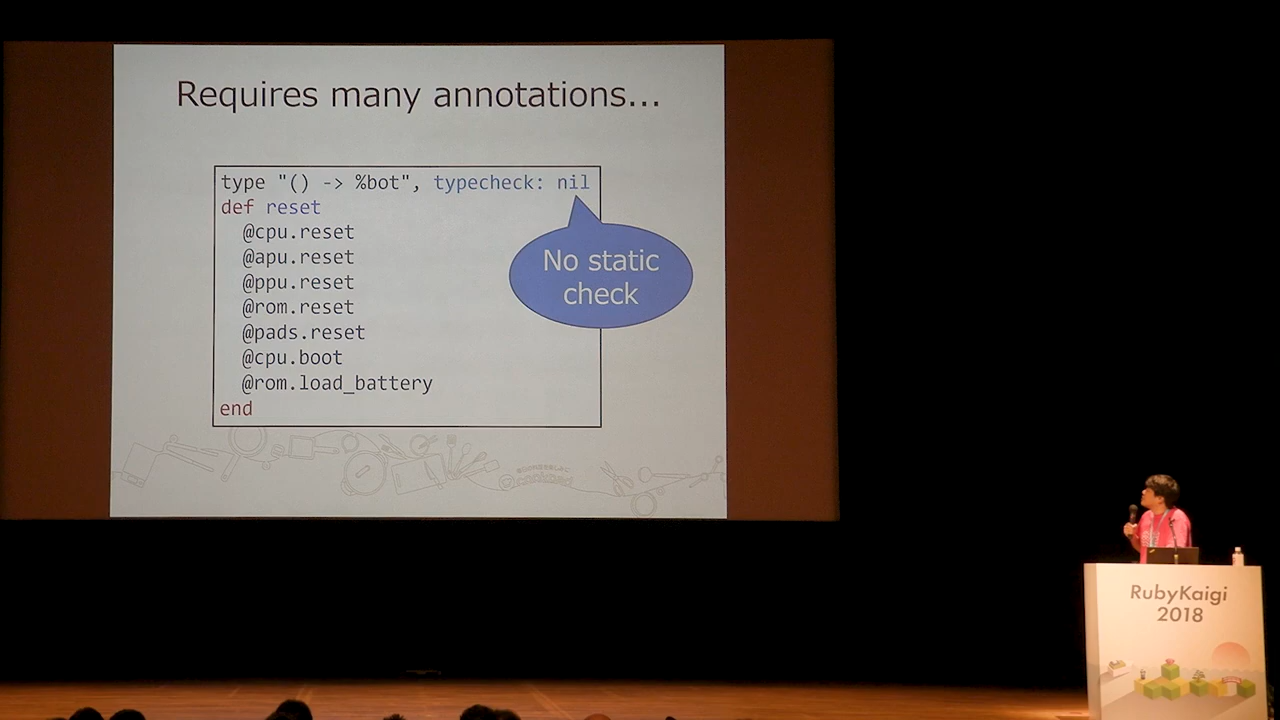 Requires many annotations...
type "() -> %bot", typecheck: nil
def reset
@cpu.reset
@apu.reset
@ppu.reset
@rom.reset
@pads.reset
@cpu.boot
@rom.load_battery
end
No static
check
cookpad
RubyKaigi
2018